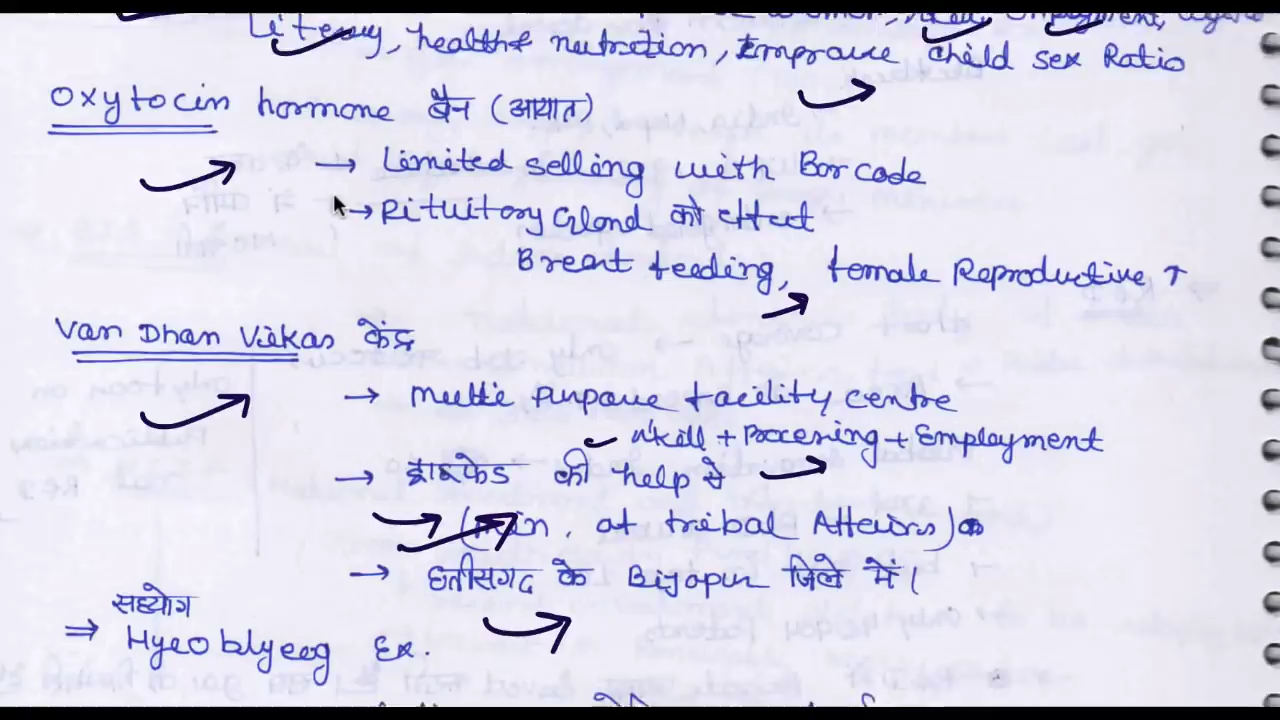 Literacy, health & nutrition, Improve child sex Ratio
Oxytocin hormone बैन (आयात)
→ Limited selling with Bar code
→ Pituitory Gland को effect
Breast feeding, female Reproductive ↑
Van Dhan Vikas केंद्र
→ Multi Purpose facility centre
skill + Processing + Employment
→ ट्राइफेड की help से
(Min. of tribal Affairs)
→ छत्तीसगढ के Bijapur जिले में ।
सहयोग
⇒ Hyeoblyeog Ex.